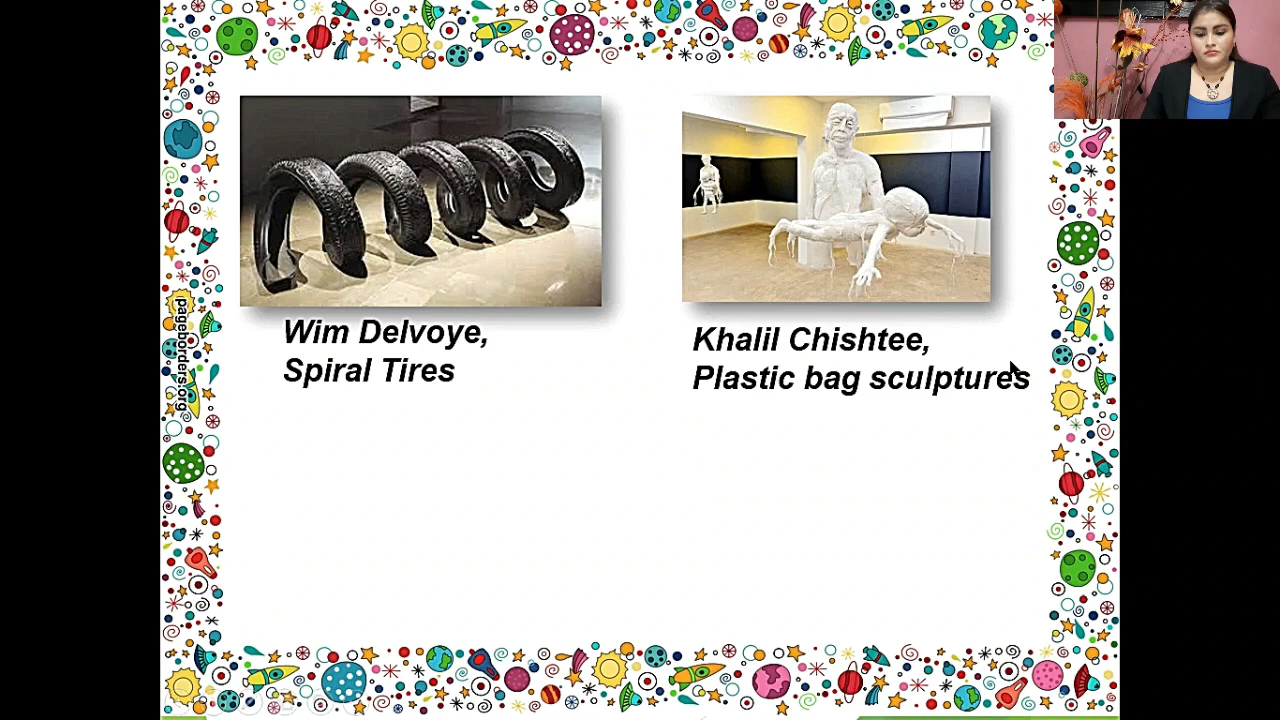 Wim Delvoye,
Spiral Tires
Khalil Chishtee,
Plastic bag sculptures
pageborders.org